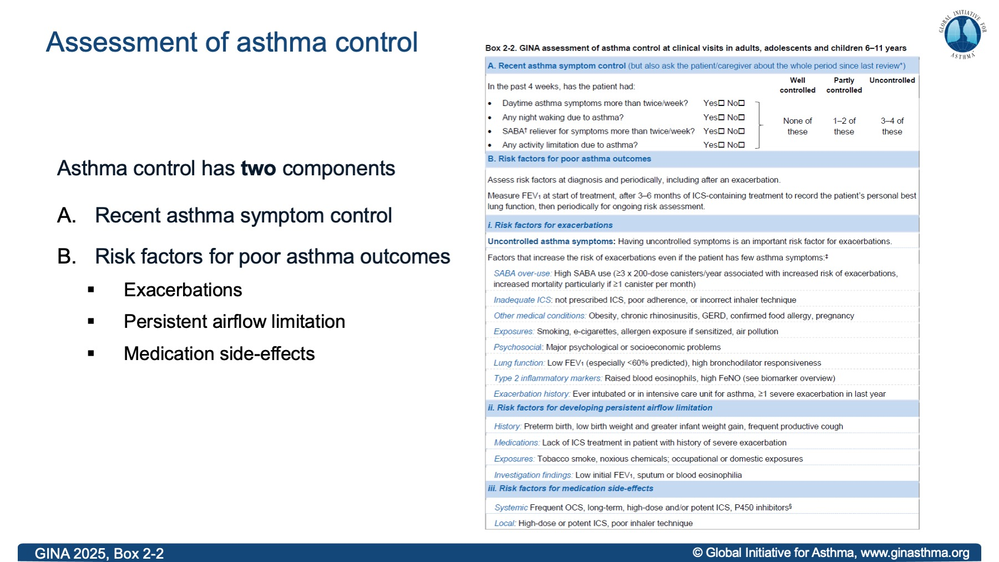 Assessment of asthma control
GLOBAL INITIATIVE FOR ASTHMA
Asthma control has two components
A. Recent asthma symptom control
B. Risk factors for poor asthma outcomes
▪ Exacerbations
▪ Persistent airflow limitation
▪ Medication side-effects
Box 2-2. GINA assessment of asthma control at clinical visits in adults, adolescents and children 6–11 years
A. Recent asthma symptom control (but also ask the patient/caregiver about the whole period since last review*)
In the past 4 weeks, has the patient had: Well controlled Partly controlled Uncontrolled
• Daytime asthma symptoms more than twice/week? Yes☐ No☐
• Any night waking due to asthma? Yes☐ No☐
• SABA† reliever for symptoms more than twice/week? Yes☐ No☐
• Any activity limitation due to asthma? Yes☐ No☐
None of these 1–2 of these 3–4 of these
B. Risk factors for poor asthma outcomes
Assess risk factors at diagnosis and periodically, including after an exacerbation.
Measure FEV₁ at start of treatment, after 3–6 months of ICS-containing treatment to record the patient's personal best
lung function, then periodically for ongoing risk assessment.
i. Risk factors for exacerbations
Uncontrolled asthma symptoms: Having uncontrolled symptoms is an important risk factor for exacerbations.
Factors that increase the risk of exacerbations even if the patient has few asthma symptoms:‡
SABA over-use: High SABA use (≥3 x 200-dose canisters/year associated with increased risk of exacerbations,
increased mortality particularly if ≥1 canister per month)
Inadequate ICS: not prescribed ICS, poor adherence, or incorrect inhaler technique
Other medical conditions: Obesity, chronic rhinosinusitis, GERD, confirmed food allergy, pregnancy
Exposures: Smoking, e-cigarettes, allergen exposure if sensitized, air pollution
Psychosocial: Major psychological or socioeconomic problems
Lung function: Low FEV₁ (especially <60% predicted), high bronchodilator responsiveness
Type 2 inflammatory markers: Raised blood eosinophils, high FeNO (see biomarker overview)
Exacerbation history: Ever intubated or in intensive care unit for asthma, ≥1 severe exacerbation in last year
ii. Risk factors for developing persistent airflow limitation
History: Preterm birth, low birth weight and greater infant weight gain, frequent productive cough
Medications: Lack of ICS treatment in patient with history of severe exacerbation
Exposures: Tobacco smoke, noxious chemicals; occupational or domestic exposures
Investigation findings: Low initial FEV₁, sputum or blood eosinophilia
iii. Risk factors for medication side-effects
Systemic Frequent OCS, long-term, high-dose and/or potent ICS, P450 inhibitors§
Local: High-dose or potent ICS, poor inhaler technique
GINA 2025, Box 2-2
© Global Initiative for Asthma, www.ginasthma.org